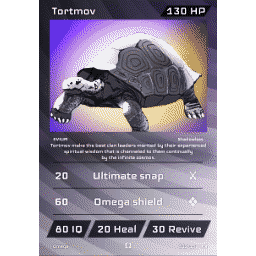 Tortmov 130 HP
Tortmov make the best clan leaders marked by their experienced
spiritual wisdom that is channeled to them continually
by the infinite cosmos
20 Ultimate snap
60 Omega shield
80 IQ 20 Heal 30 Revive